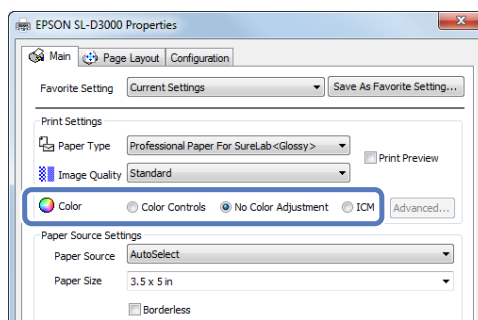 EPSON SL-D3000 Properties
X
Main Page Layout Configuration
Favorite Setting Current Settings Save As Favorite Setting...
Print Settings
Paper Type Professional Paper For SureLab<Glossy>
Print Preview
Image Quality Standard
Color Color Controls No Color Adjustment ICM Advanced...
Paper Source Settings
Paper Source AutoSelect
Paper Size 3.5 x 5 in
Borderless